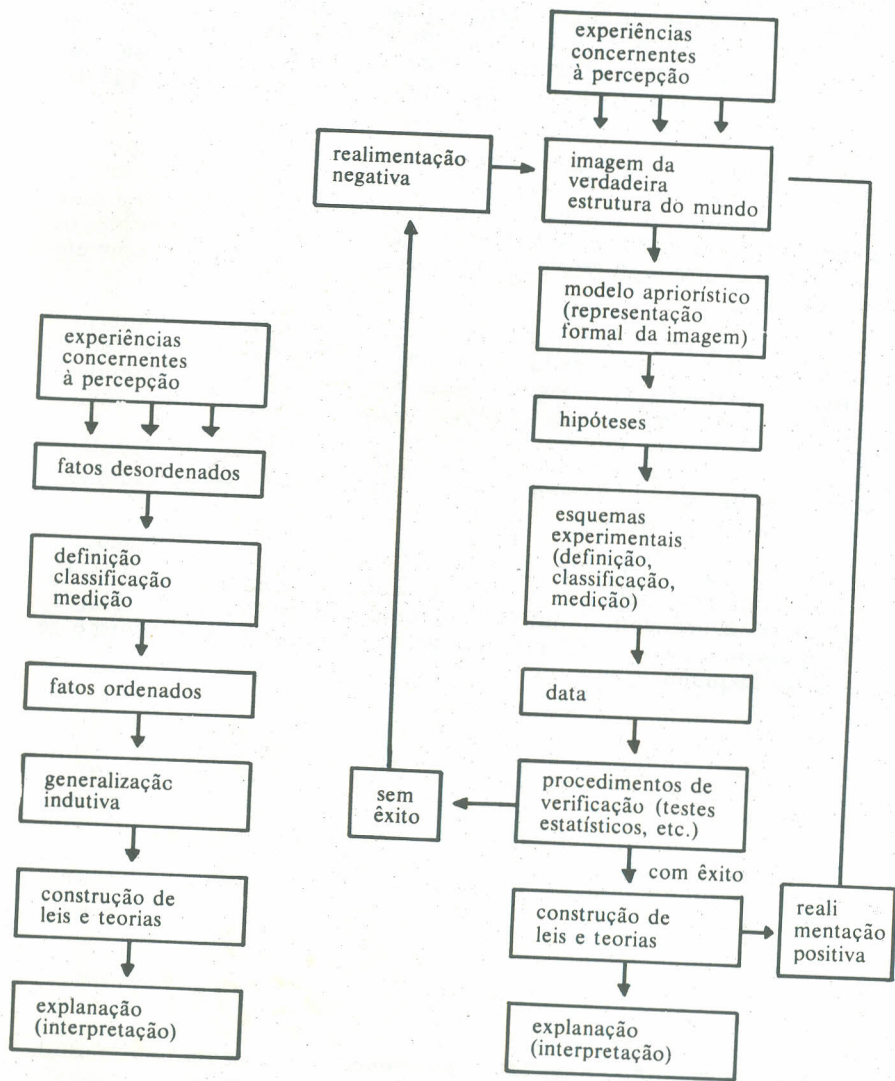 experiências
concernentes
à percepção
fatos desordenados
definição
classificação
medição
fatos ordenados
generalizaçãc
indutiva
construção de
leis e teorias
explanação
(interpretação)
experiências
concernentes
à percepção
realimentação
negativa
imagem da
verdadeira
estrutura do mundo
modelo apriorístico
(representação
formal da imagem)
hipóteses
esquemas
experimentais
(definição,
classificação,
medição)
data
procedimentos de
verificação (testes
estatísticos, etc.)
sem
êxito
com êxito
construção de
leis e teorias
reali
mentação
positiva
explanação
(interpretação)